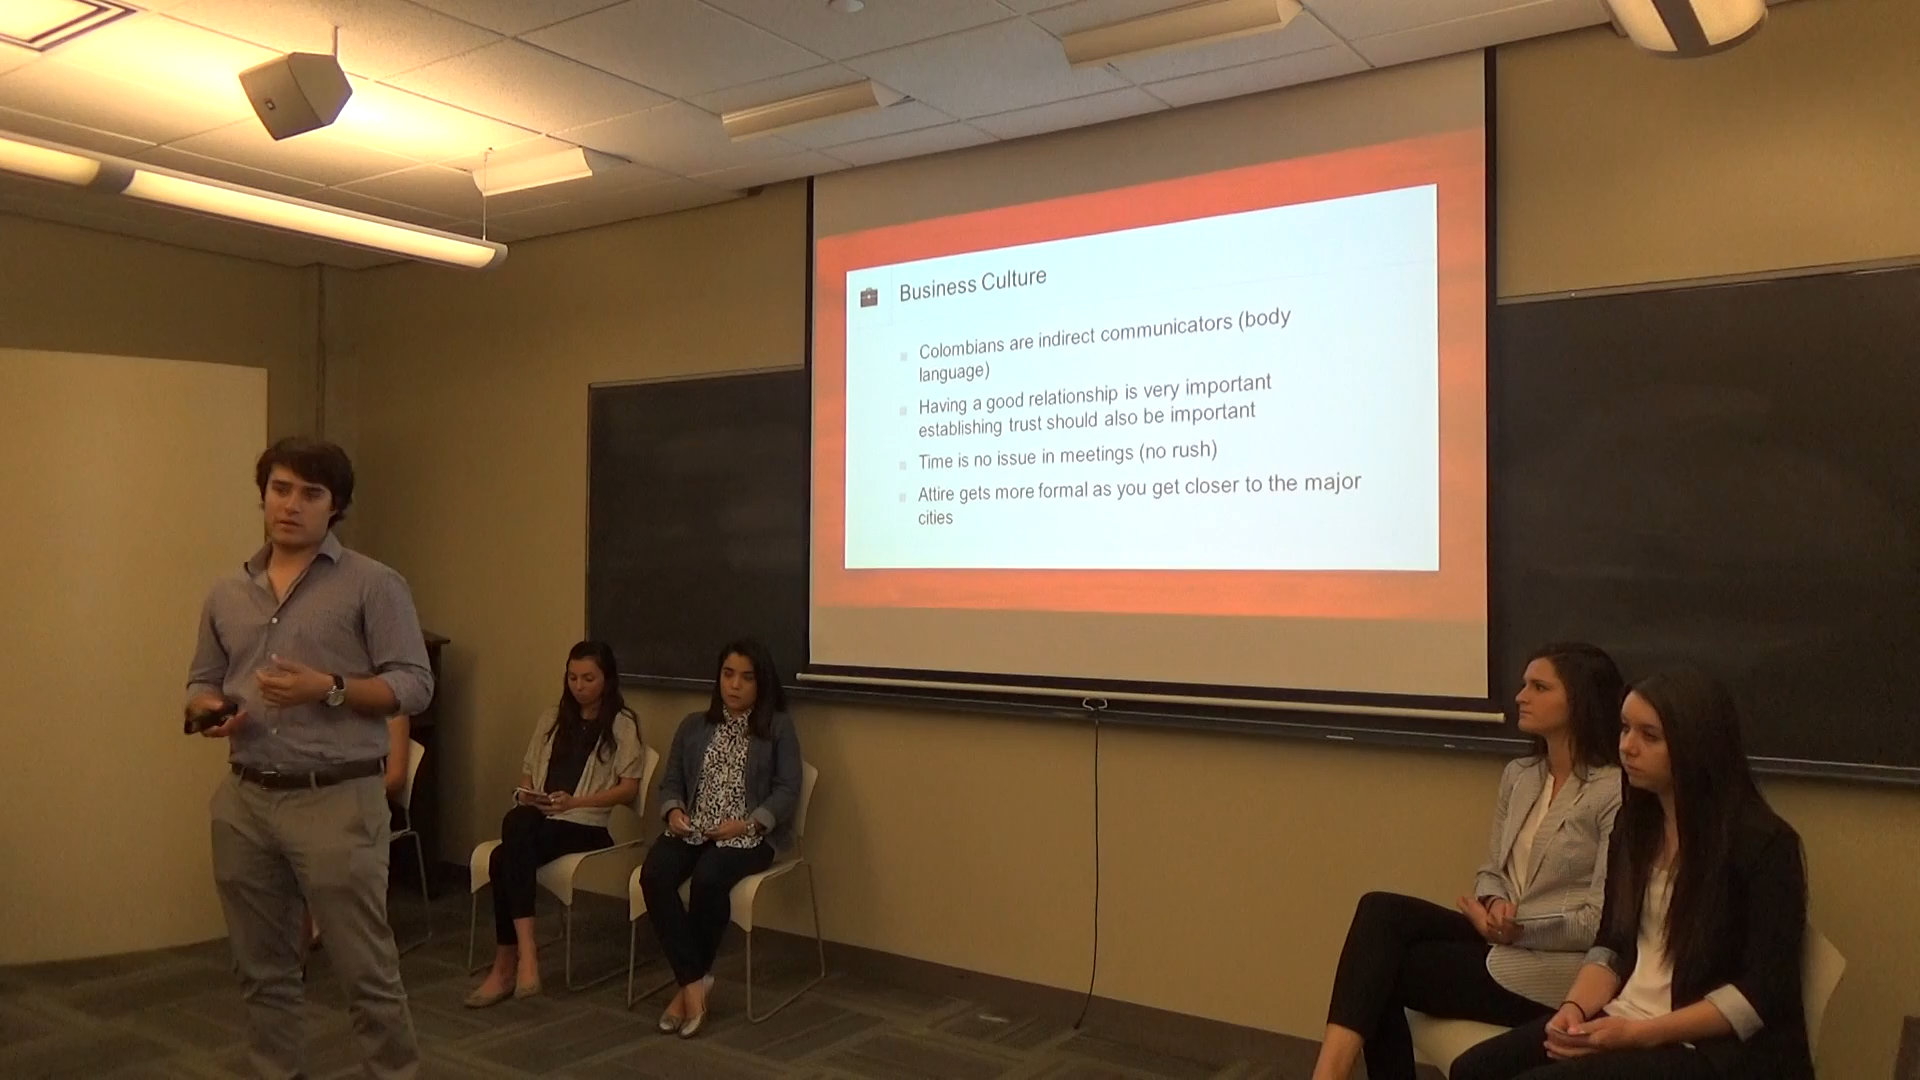 Business Culture
Colombians are indirect communicators (body
language)
Having a good relationship is very important
establishing trust should also be important
Time is no issue in meetings (no rush)
Attire gets more formal as you get closer to the major
cities